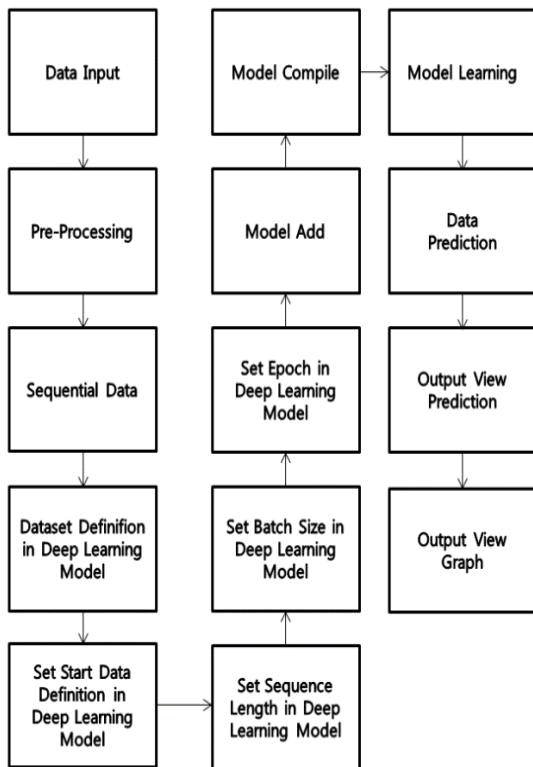 Data Input
Pre-Processing
Sequential Data
Dataset Definifion
in Deep Learning
Model
Set Start Data
Definition in
Deep Learning
Model
Set Sequence
Length in Deep
Learning Model
Set Batch Size in
Deep Learning
Model
Set Epoch in
Deep Learning
Model
Model Add
Model Compile
Model Learning
Data
Prediction
Output View
Prediction
Output View
Graph